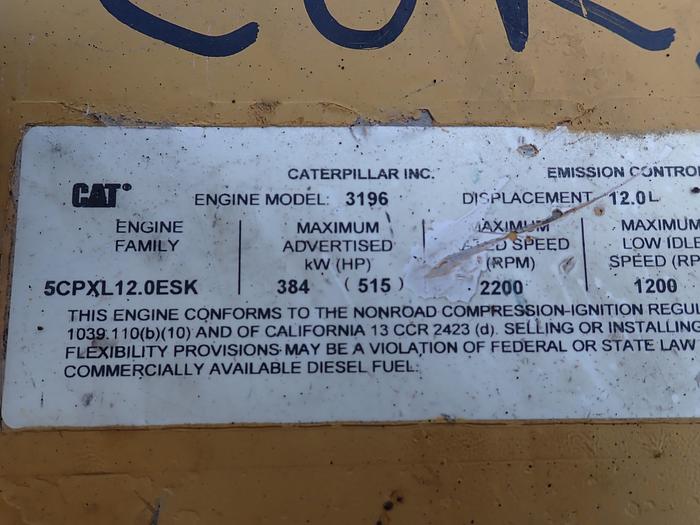 CATERPILLAR INC. EMISSION CONTROL
CAT® ENGINE MODEL: 3196 DISPLACEMENT 12.0L
ENGINE FAMILY MAXIMUM ADVERTISED kW (HP) MAXIMUM SPEED (RPM) MAXIMUM LOW IDLE SPEED (RP
5CPXL12.0ESK 384 (515) 2200 1200
THIS ENGINE CONFORMS TO THE NONROAD COMPRESSION-IGNITION REGUL
1039.110(b)(10) AND OF CALIFORNIA 13 CCR 2423 (d). SELLING OR INSTALLING
FLEXIBILITY PROVISIONS MAY BE A VIOLATION OF FEDERAL OR STATE LAW
COMMERCIALLY AVAILABLE DIESEL FUEL.